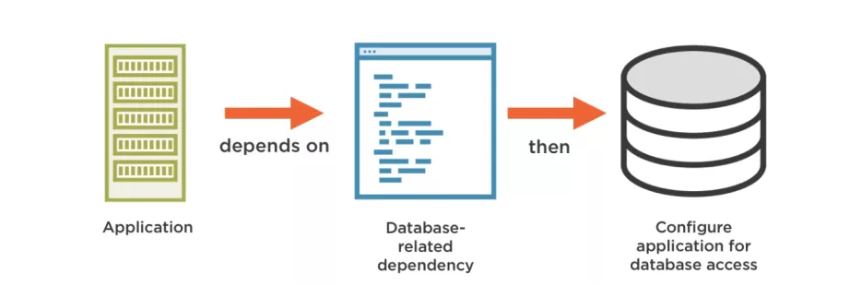 depends on
then
Application
Database-
related
dependency
Configure
application for
database access